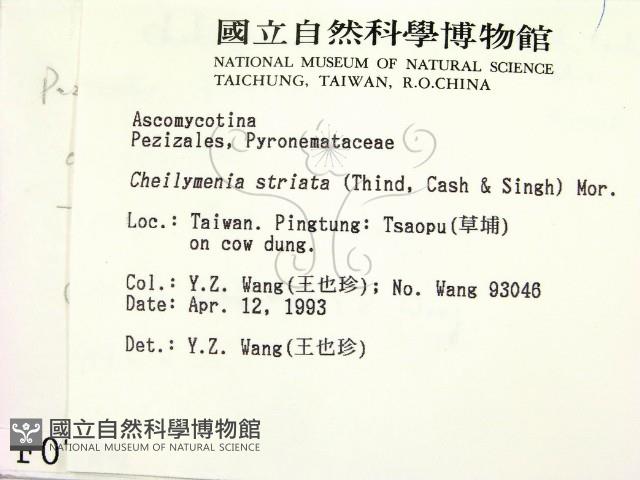 國立自然科學博物館
NATIONAL MUSEUM OF NATURAL SCIENCE
TAICHUNG, TAIWAN, R.O.CHINA
Ascomycotina
Pezizales, Pyronemataceae
Cheilymenia striata (Thind, Cash & Singh) Mor.
Loc.: Taiwan. Pingtung: Tsaopu(草埔)
on cow dung.
Col.: Y.Z. Wang(王也珍); No. Wang 93046
Date: Apr. 12, 1993
Det.: Y.Z. Wang(王也珍)
國立自然科學博物館
NATIONAL MUSEUM OF NATURAL SCIENCE